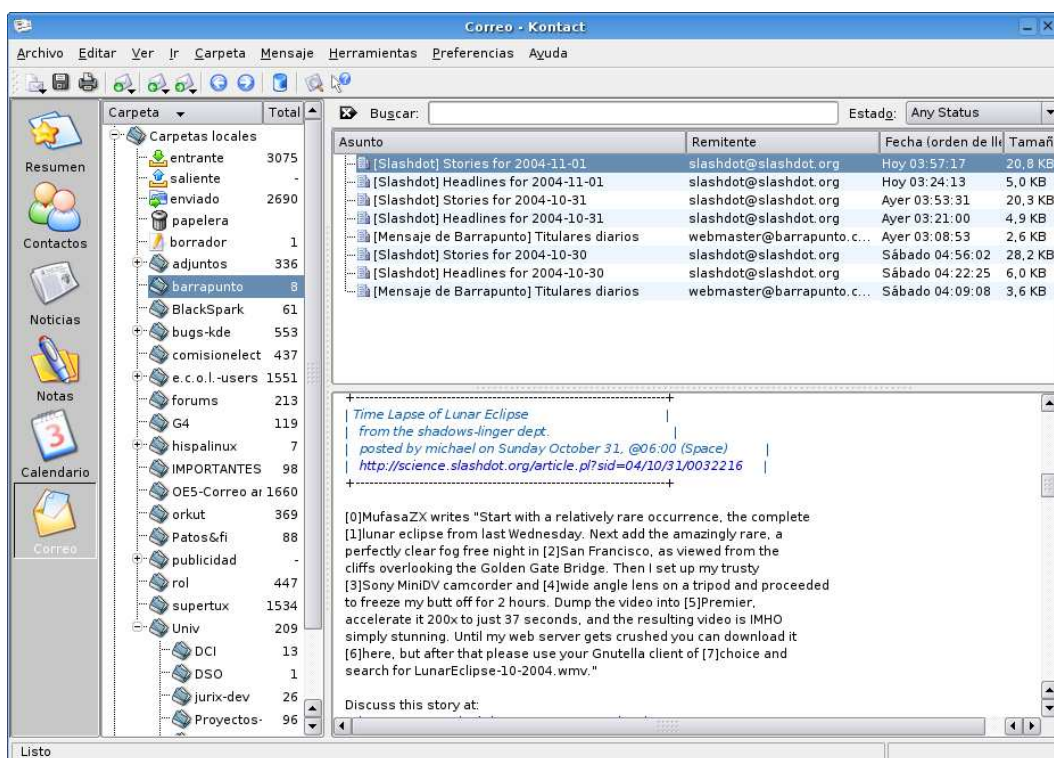 Correo - Kontact
Archivo Editar Ver Ir Carpeta Mensaje Herramientas Preferencias Ayuda
Resumen
Contactos
Noticias
Notas
3
Calendario
Correo
Carpeta Total
Carpetas locales
entrante 3075
saliente -
enviado 2690
papelera
borrador 1
adjuntos 336
barrapunto 8
BlackSpark 61
bugs-kde 553
comisionelect 437
e.c.o.l.-users 1551
forums 213
G4 119
hispalinux 7
IMPORTANTES 98
OE5-Correo ar 1660
orkut 369
Patos&fi 88
publicidad -
rol 447
supertux 1534
Univ 209
DCI 13
DSO 1
jurix-dev 26
Proyectos- 96
Buscar: Estado: Any Status
Asunto Remitente Fecha (orden de lle Tamañ
[Slashdot] Stories for 2004-11-01 slashdot@slashdot.org Hoy 03:57:17 20,8 KB
[Slashdot] Headlines for 2004-11-01 slashdot@slashdot.org Hoy 03:24:13 5,0 KB
[Slashdot] Stories for 2004-10-31 slashdot@slashdot.org Ayer 03:53:31 20,3 KB
[Slashdot] Headlines for 2004-10-31 slashdot@slashdot.org Ayer 03:21:00 4,9 KB
[Mensaje de Barrapunto] Titulares diarios webmaster@barrapunto.c... Ayer 03:08:53 2,6 KB
[Slashdot] Stories for 2004-10-30 slashdot@slashdot.org Sábado 04:56:02 28,2 KB
[Slashdot] Headlines for 2004-10-30 slashdot@slashdot.org Sábado 04:22:25 6,0 KB
[Mensaje de Barrapunto] Titulares diarios webmaster@barrapunto.c... Sábado 04:09:08 3,6 KB
+--------------------------------------------------------------------+
| Time Lapse of Lunar Eclipse |
| from the shadows-linger dept. |
| posted by michael on Sunday October 31, @06:00 (Space) |
| http://science.slashdot.org/article.pl?sid=04/10/31/0032216 |
+--------------------------------------------------------------------+
[0]MufasaZX writes "Start with a relatively rare occurrence, the complete
[1]lunar eclipse from last Wednesday. Next add the amazingly rare, a
perfectly clear fog free night in [2]San Francisco, as viewed from the
cliffs overlooking the Golden Gate Bridge. Then I set up my trusty
[3]Sony MiniDV camcorder and [4]wide angle lens on a tripod and proceeded
to freeze my butt off for 2 hours. Dump the video into [5]Premier,
accelerate it 200x to just 37 seconds, and the resulting video is IMHO
simply stunning. Until my web server gets crushed you can download it
[6]here, but after that please use your Gnutella client of [7]choice and
search for LunarEclipse-10-2004.wmv."
Discuss this story at:
Listo